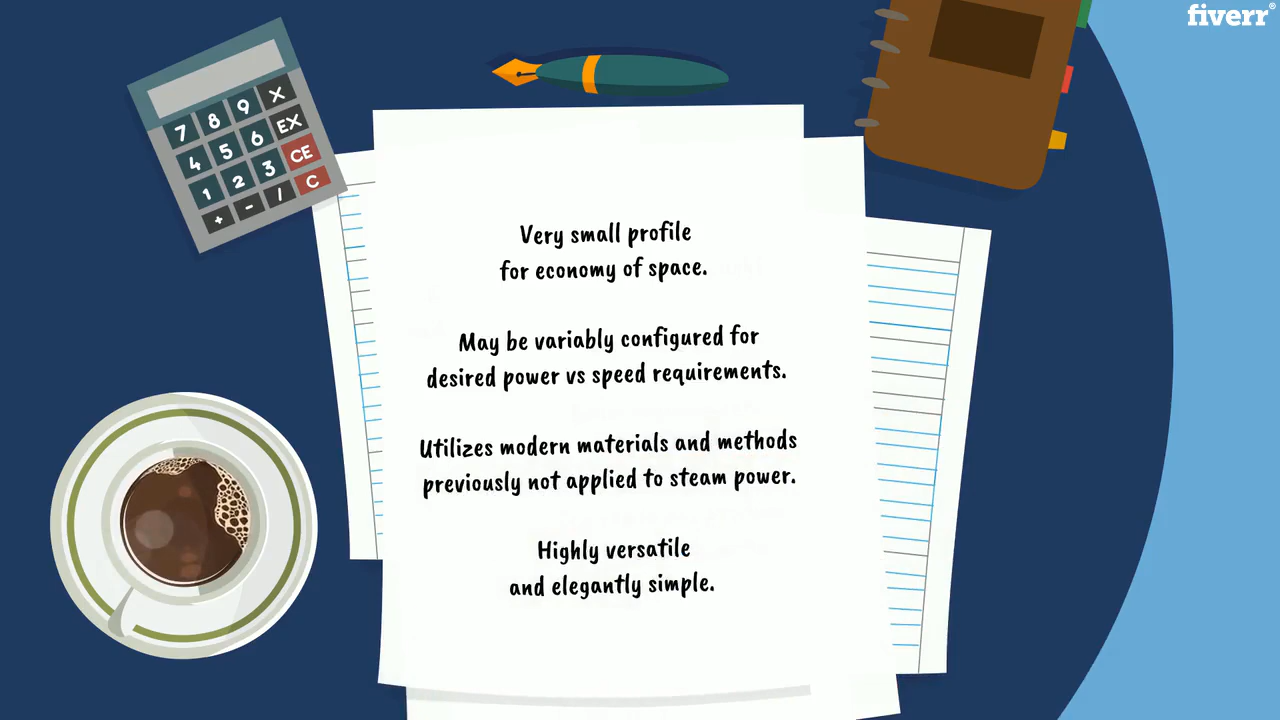 fiverr®
7 8 9 X
4 5 6 EX
1 2 3 CE
+ - / C
Very small profile
for economy of space.
May be variably configured for
desired power vs speed requirements.
Utilizes modern materials and methods
previously not applied to steam power.
Highly versatile
and elegantly simple.